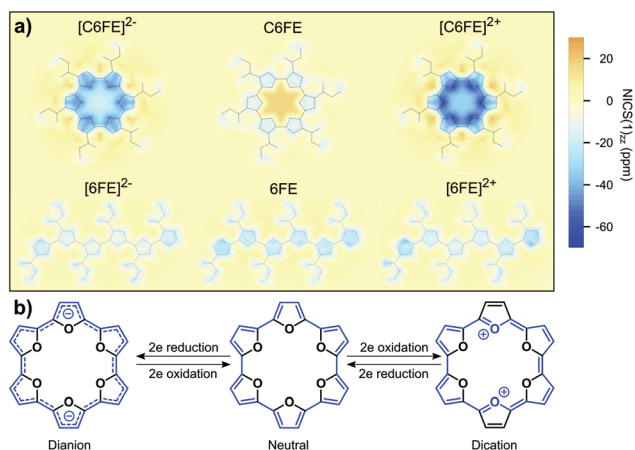 a)
[C6FE]2- C6FE [C6FE]2+
[6FE]2- 6FE [6FE]2+
20
0
-20
-40
-60
NICS(1)zz (ppm)
b)
2e reduction 2e oxidation
2e oxidation 2e reduction
O O O O O O
O O O O O O
O O O O O O
⊖ ⊖
⊕ ⊕
Dianion Neutral Dication